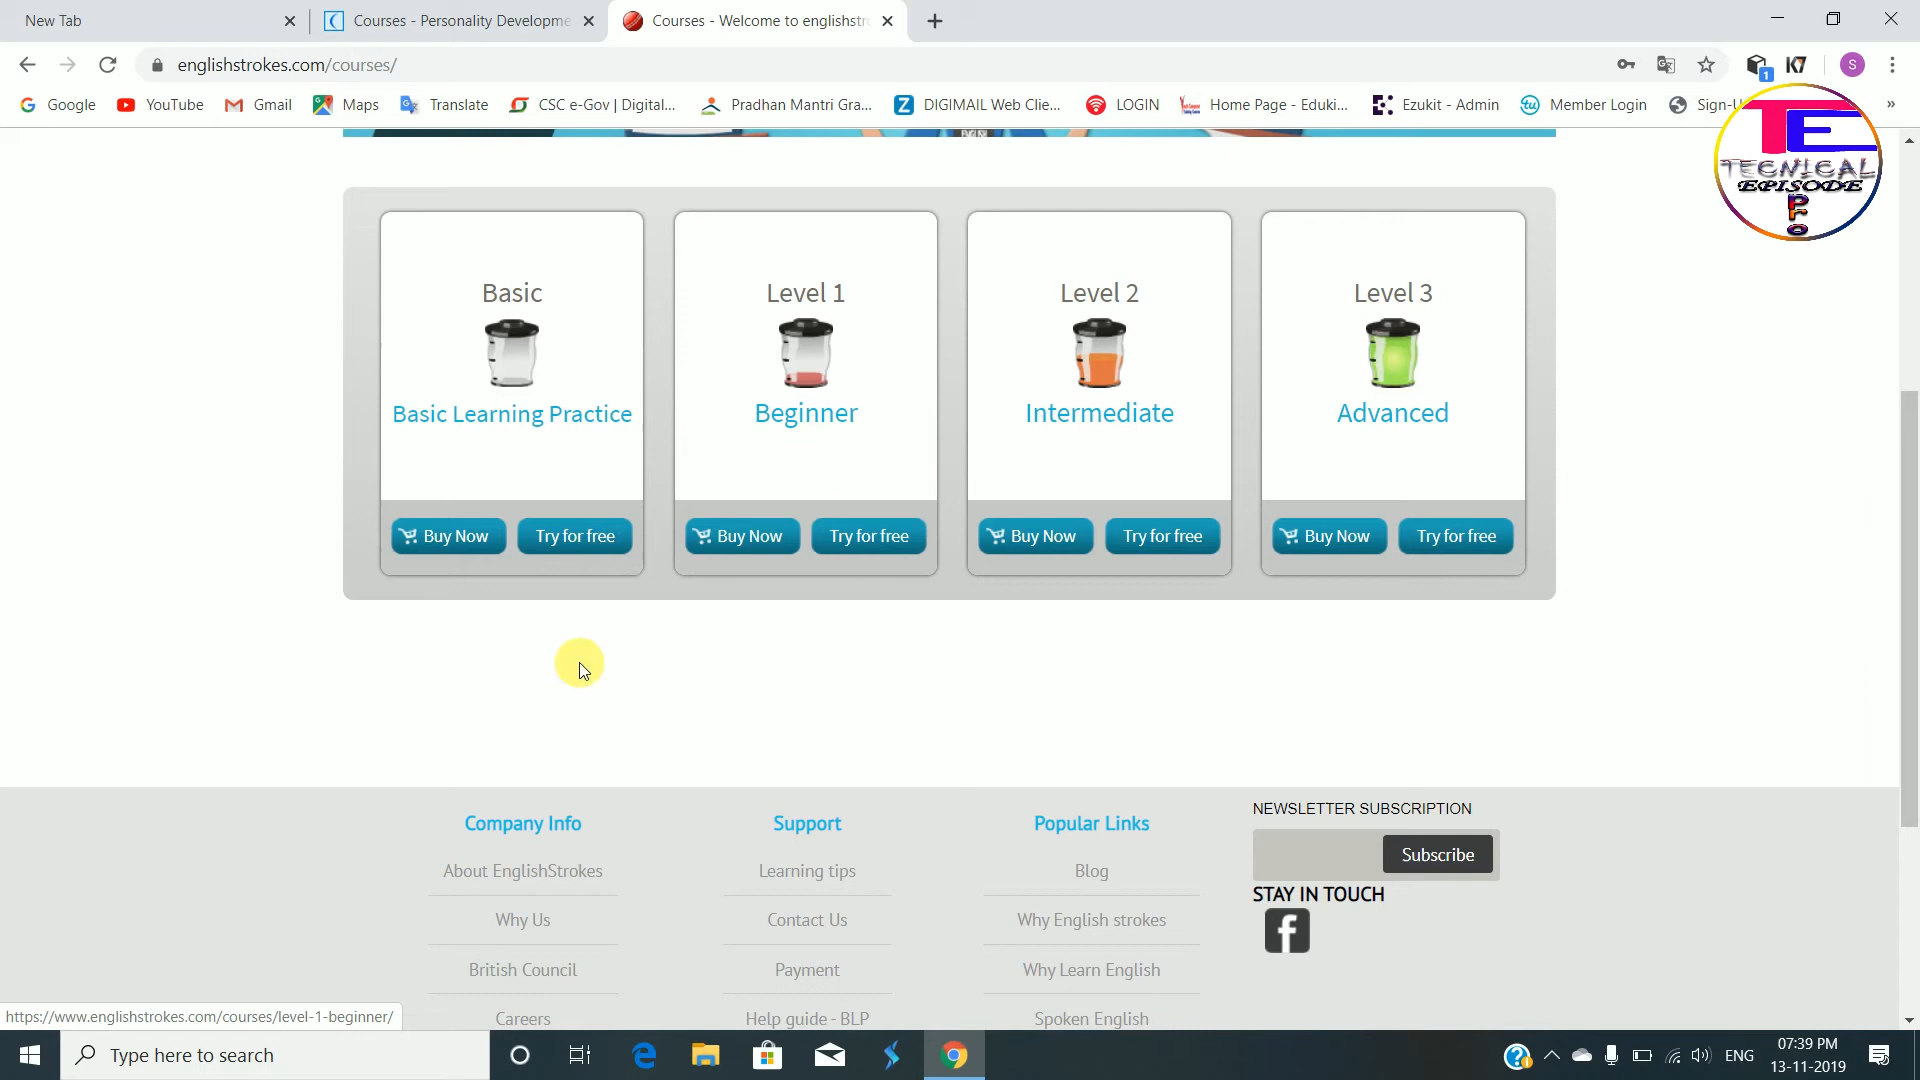 New Tab
Courses - Personality Developme
Courses - Welcome to englishstr
englishstrokes.com/courses/
Google
YouTube
Gmail
Maps
Translate
CSC e-Gov | Digital...
Pradhan Mantri Gra...
DIGIMAIL Web Clie...
LOGIN
Home Page - Eduki...
Ezukit - Admin
Member Login
Sign-U
TE
TECNICAL
EPISODE
Pro
Basic
Basic Learning Practice
Buy Now
Try for free
Level 1
Beginner
Buy Now
Try for free
Level 2
Intermediate
Buy Now
Try for free
Level 3
Advanced
Buy Now
Try for free
Company Info
About EnglishStrokes
Why Us
British Council
Careers
Support
Learning tips
Contact Us
Payment
Help guide - BLP
Popular Links
Blog
Why English strokes
Why Learn English
Spoken English
NEWSLETTER SUBSCRIPTION
Subscribe
STAY IN TOUCH
https://www.englishstrokes.com/courses/level-1-beginner/
Type here to search
ENG
07:39 PM
13-11-2019